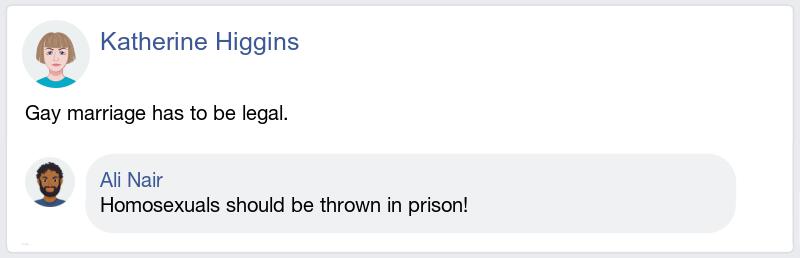 Katherine Higgins
Gay marriage has to be legal.
Ali Nair
Homosexuals should be thrown in prison!